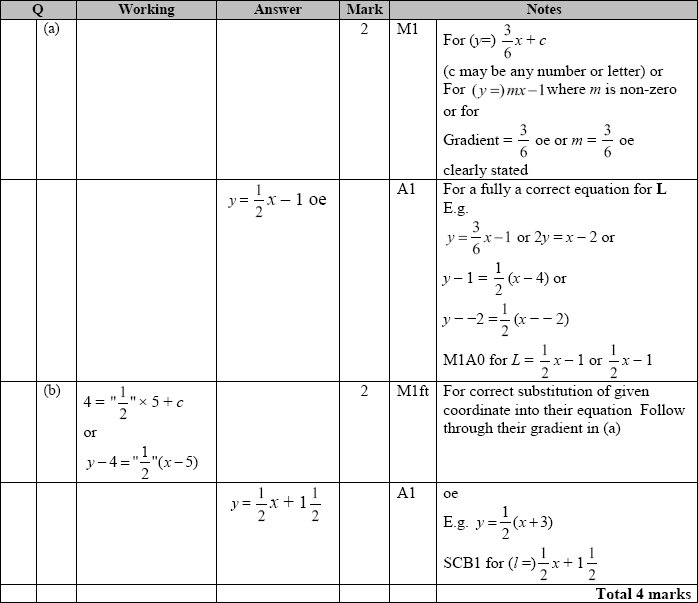 Q Working Answer Mark Notes
(a) 2 M1 For (y=) 3/6 x + c
(c may be any number or letter) or
For (y =) mx – 1 where m is non-zero
or for
Gradient = 3/6 oe or m = 3/6 oe
clearly stated
y = 1/2 x – 1 oe A1 For a fully a correct equation for L
E.g.
y = 3/6 x – 1 or 2y = x – 2 or
y – 1 = 1/2 (x – 4) or
y – –2 = 1/2 (x – – 2)
M1A0 for L = 1/2 x – 1 or 1/2 x – 1
(b) 4 = "1/2" × 5 + c 2 M1ft For correct substitution of given
coordinate into their equation Follow
or
through their gradient in (a)
y – 4 = "1/2"(x – 5)
y = 1/2 x + 1 1/2 A1 oe
E.g. y = 1/2 (x + 3)
SCB1 for (l =) 1/2 x + 1 1/2
Total 4 marks